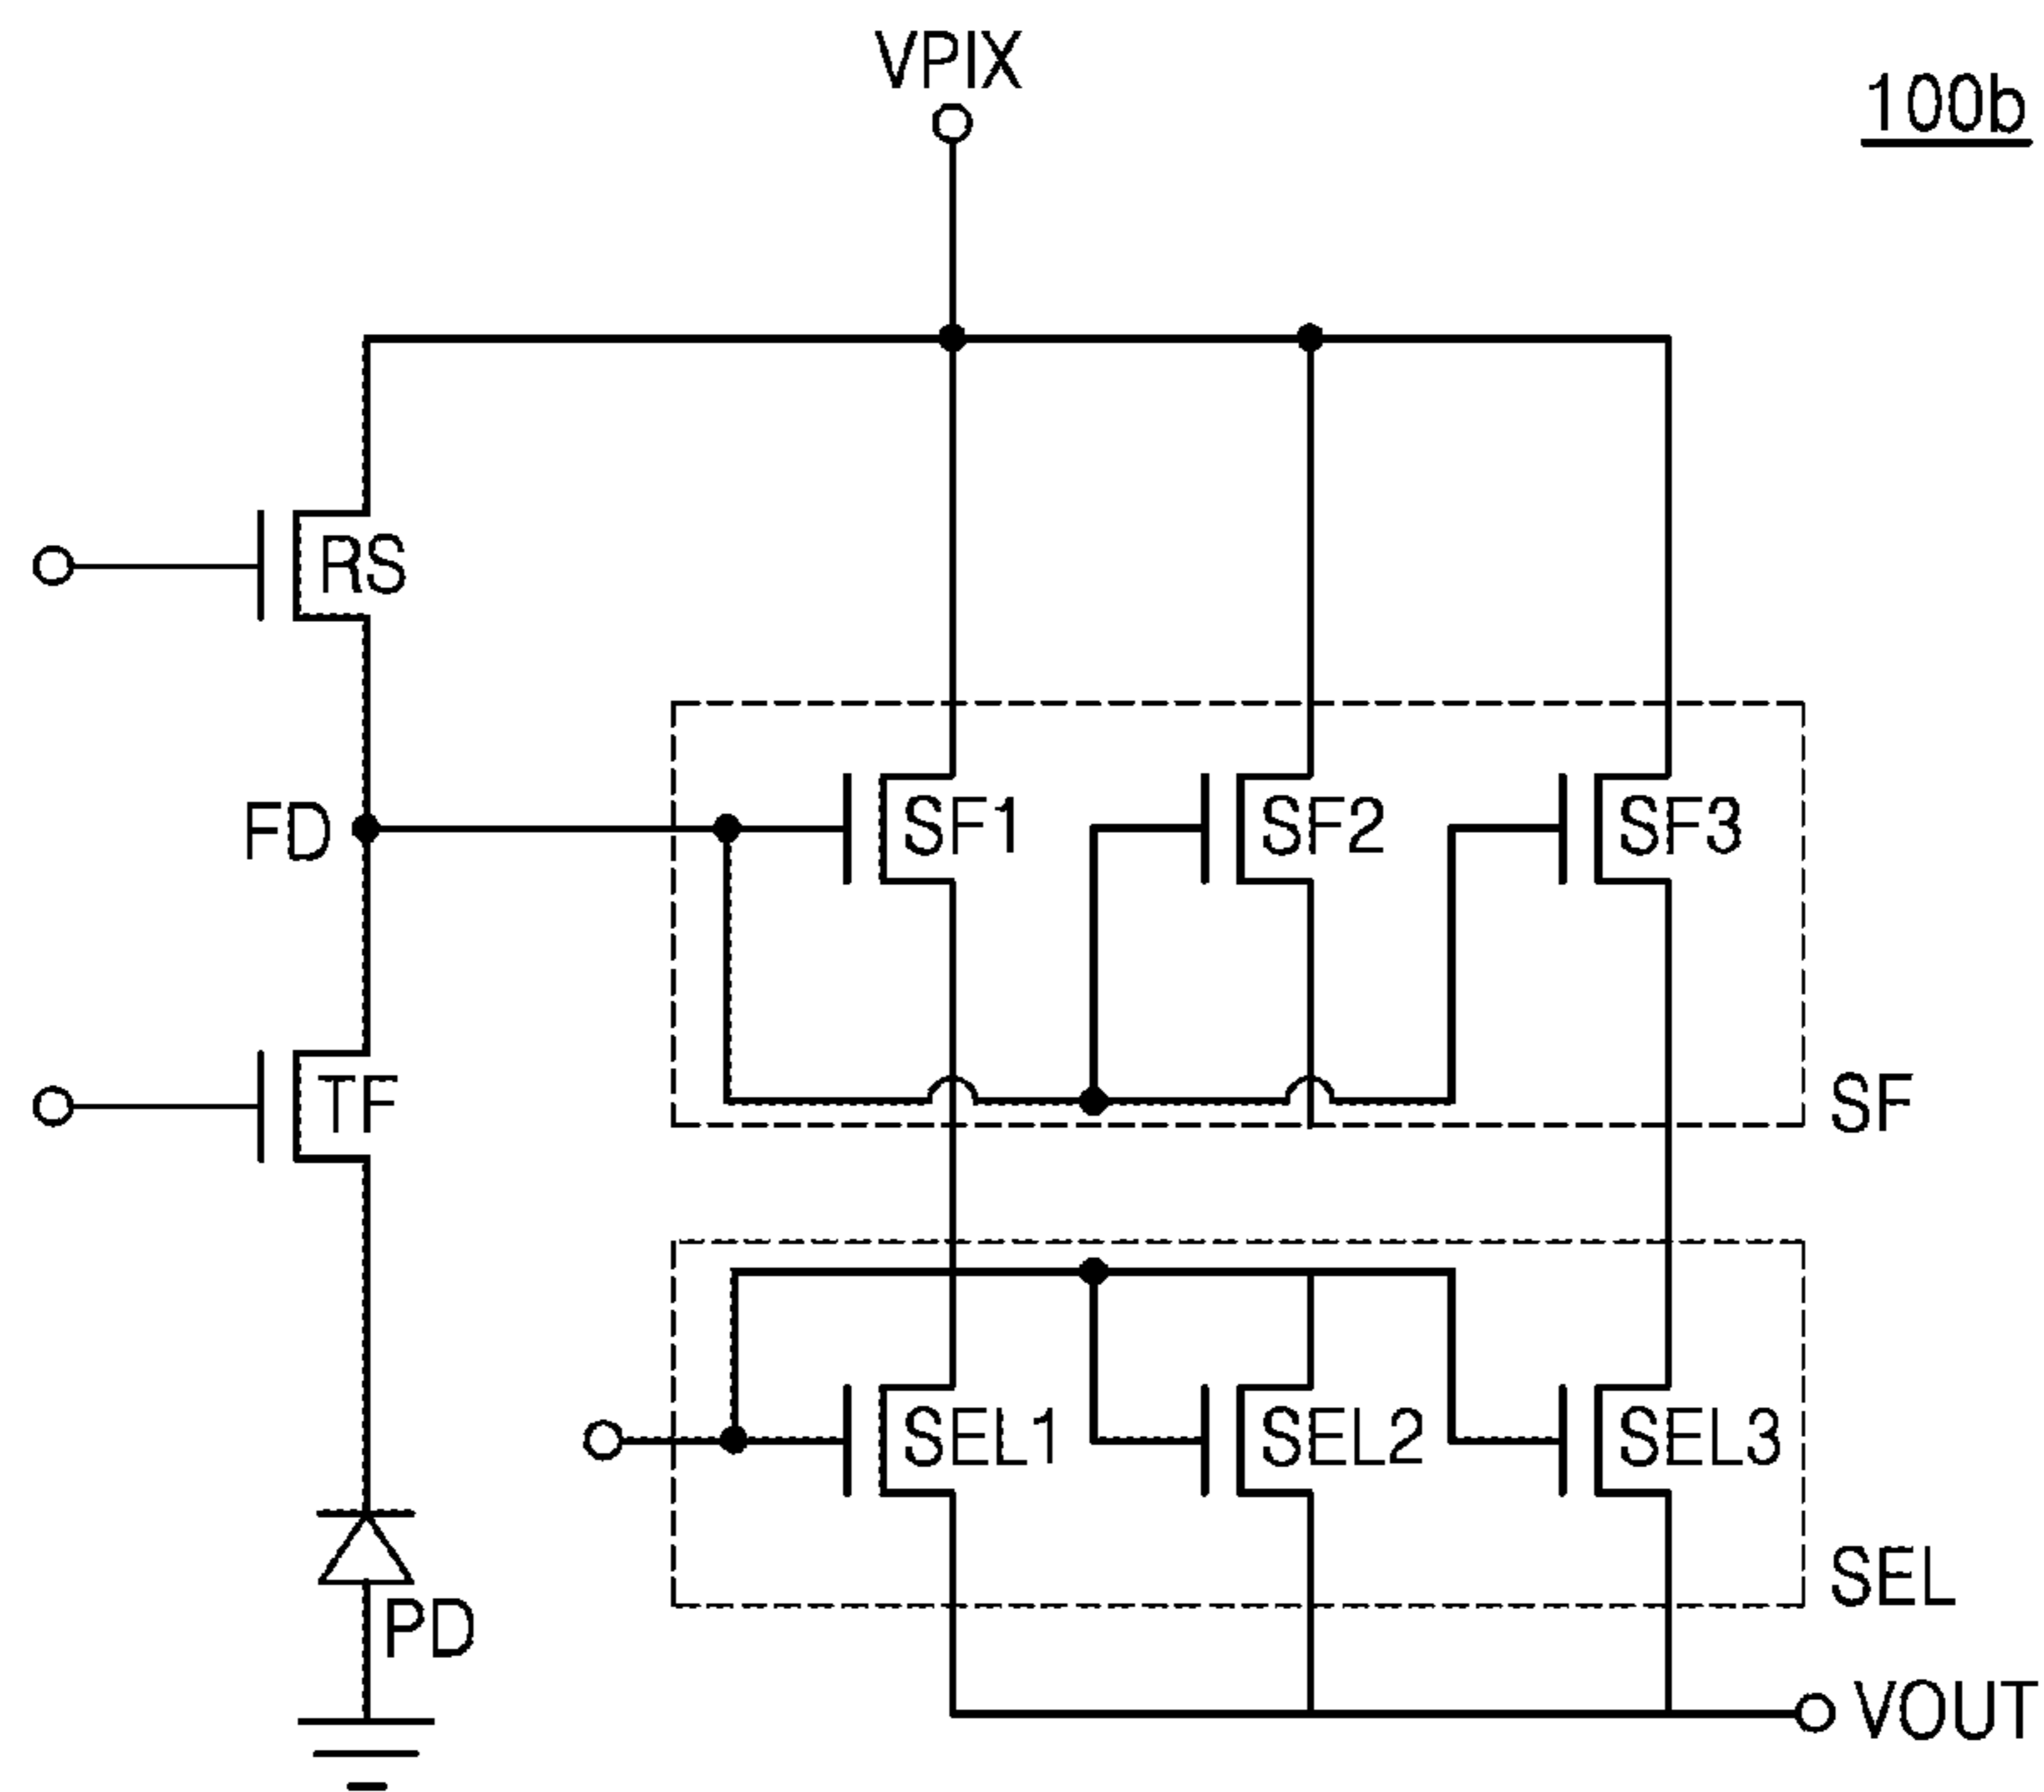 VPIX
100b
RS
FD
SF1
SF2
SF3
TF
SF
SEL1
SEL2
SEL3
SEL
PD
VOUT